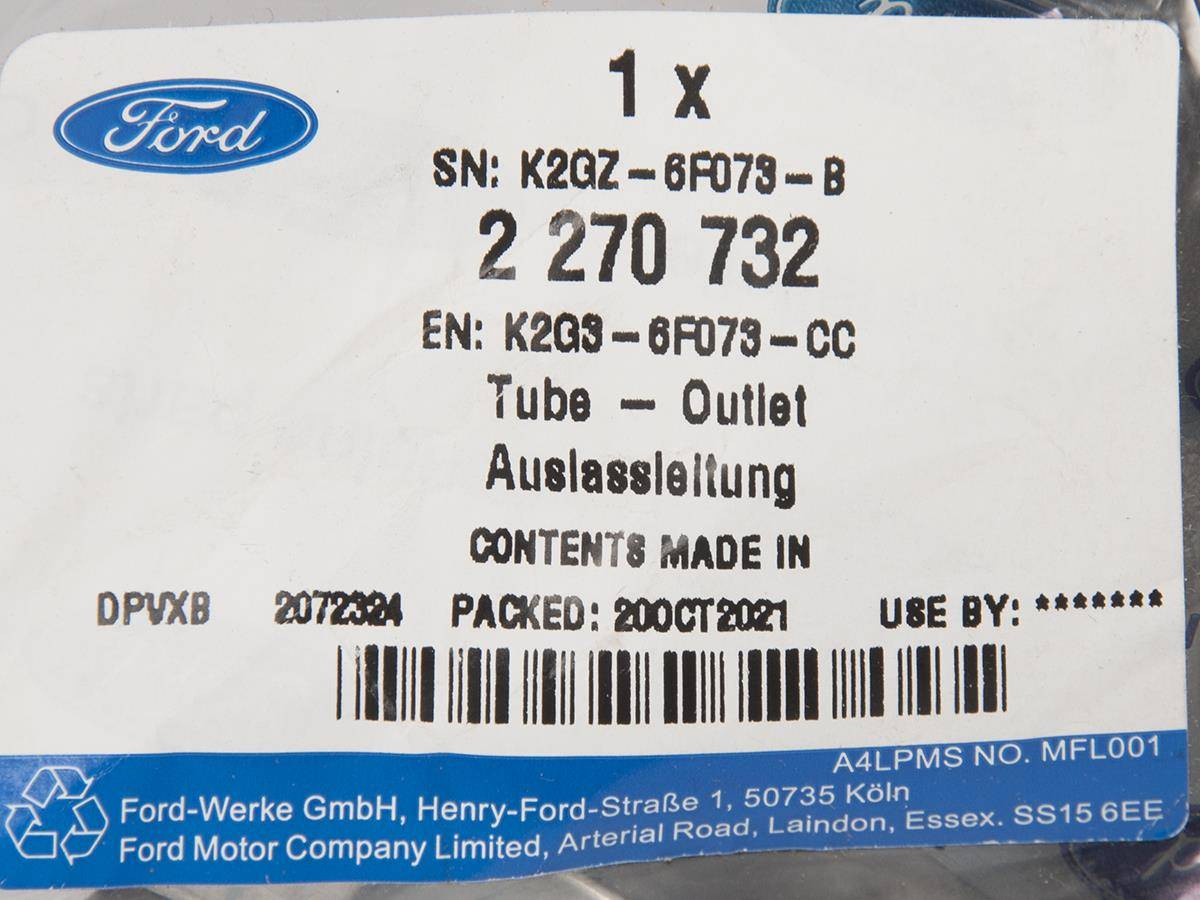 1 x
Ford
SN: K2GZ-6F073-B
2 270 732
EN: K2G3-6F073-CC
Tube - Outlet
Auslassleitung
CONTENTS MADE IN
DPVXB 2072324 PACKED: 20OCT2021 USE BY: *******
A4LPMS NO. MFL001
Ford-Werke GmbH, Henry-Ford-Straße 1, 50735 Köln
Ford Motor Company Limited, Arterial Road, Laindon, Essex. SS15 6EE